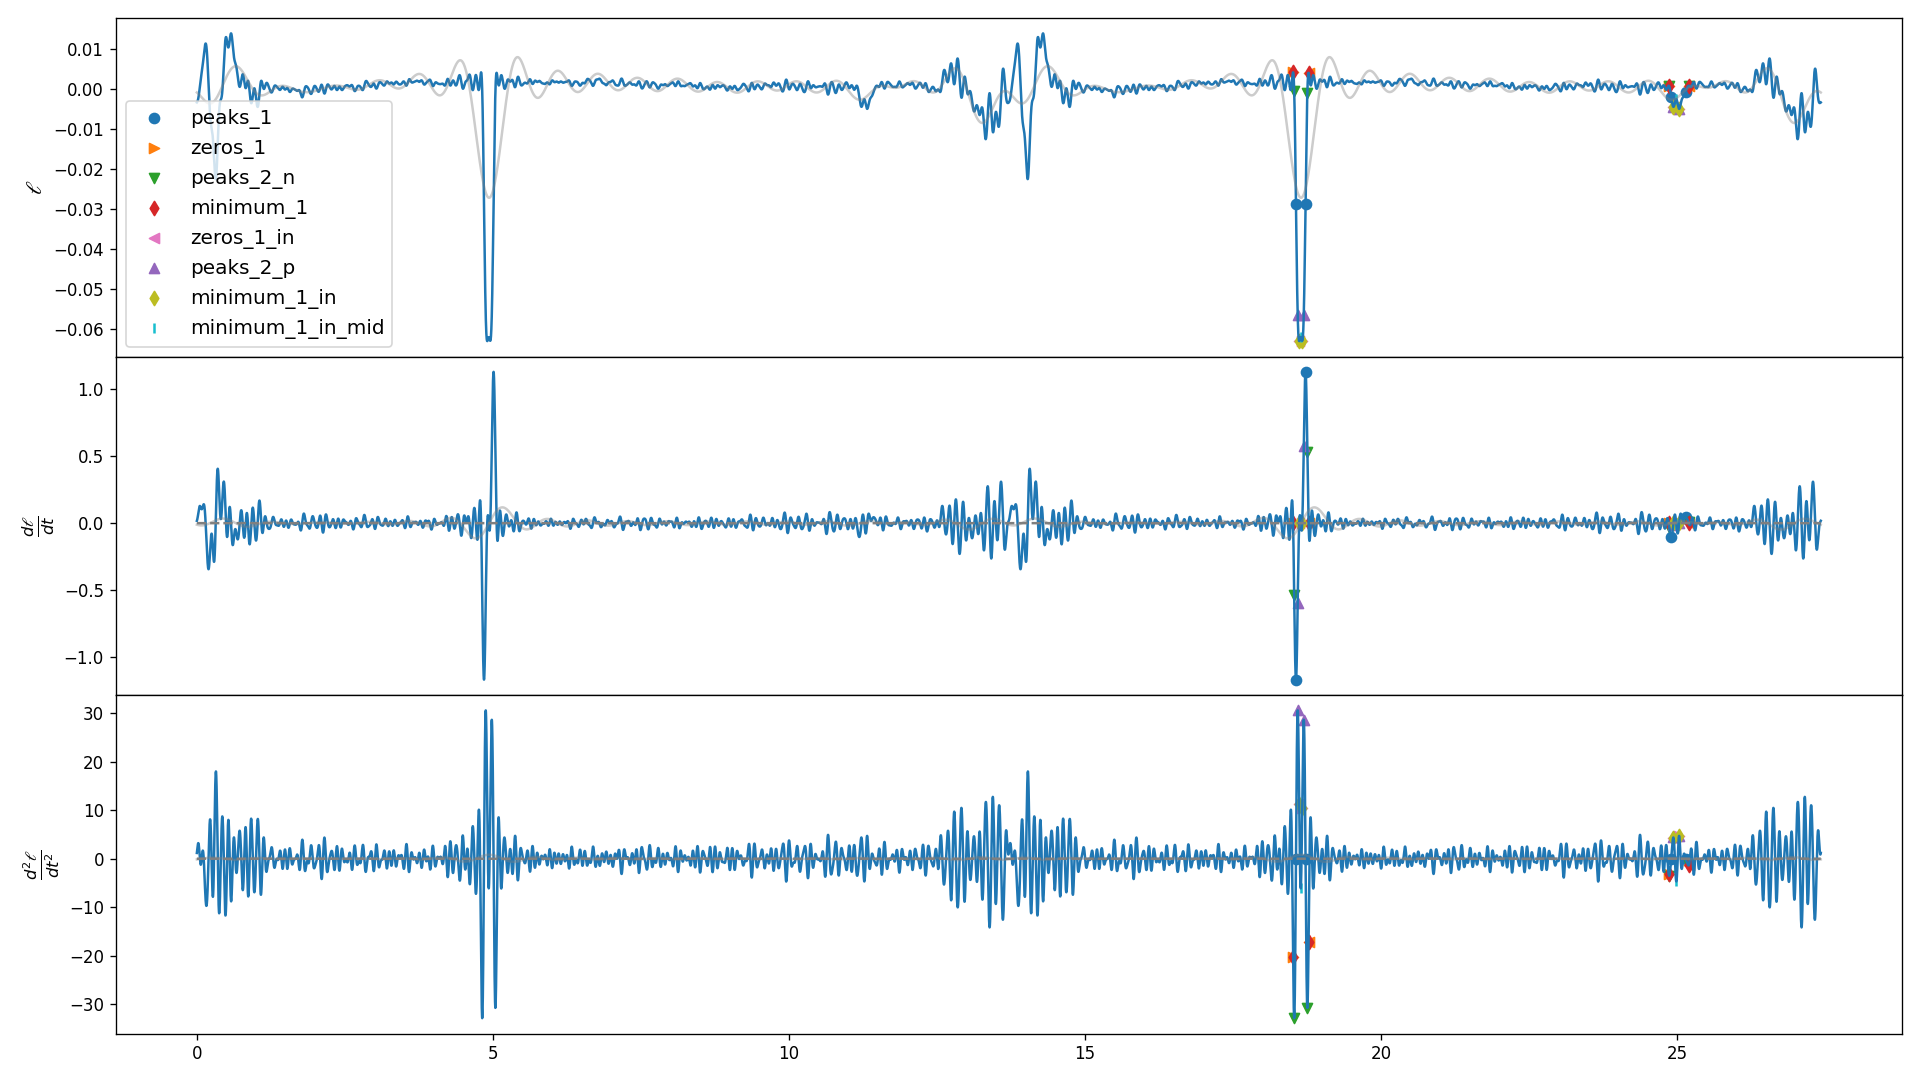 0.01
0.00
−0.01
−0.02
−0.03
−0.04
−0.05
−0.06
ℓ
peaks_1
zeros_1
peaks_2_n
minimum_1
zeros_1_in
peaks_2_p
minimum_1_in
minimum_1_in_mid
1.0
0.5
0.0
−0.5
−1.0
dℓ
dt
30
20
10
0
−10
−20
−30
d²ℓ
dt²
0 5 10 15 20 25